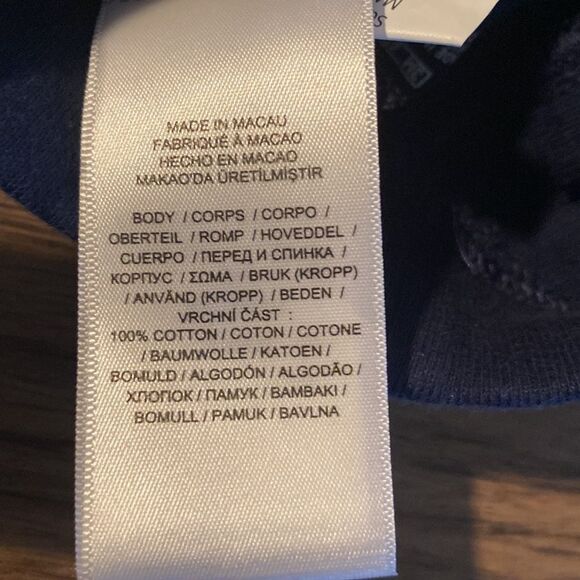 MADE IN MACAU
FABRIQUÉ À MACAO
HECHO EN MACAO
MAKAO'DA ÜRETİLMİŞTİR
BODY / CORPS / CORPO /
OBERTEIL / ROMP / HOVEDDEL /
CUERPO / ПЕРЕД И СПИНКА /
КОРПУС / ΣΩΜΑ / BRUK (KROPP)
/ ANVÄND (KROPP) / BEDEN /
VRCHNÍ ČÁST :
100% COTTON / COTON / COTONE
/ BAUMWOLLE / KATOEN /
BOMULD / ALGODÓN / ALGODÃO /
ХЛОПОК / ПАМУК / ΒΑΜΒΑΚΙ /
BOMULL / PAMUK / BAVLNA